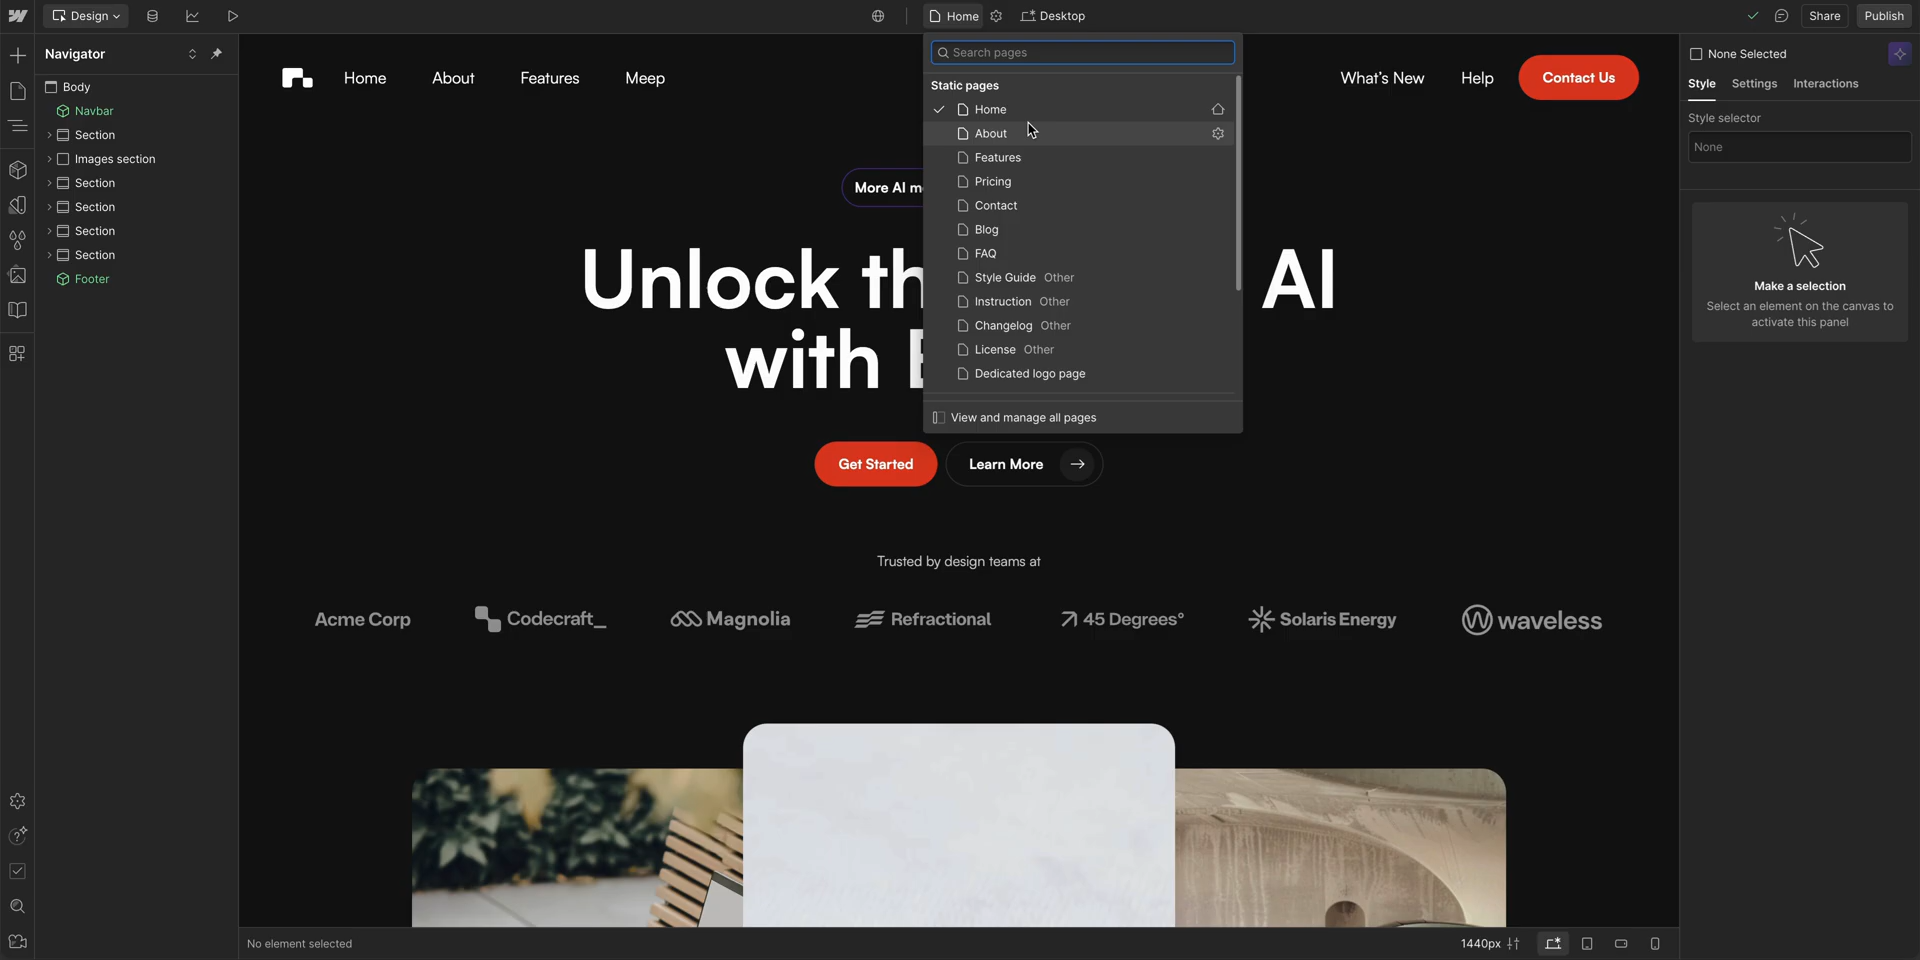 Design
Home
Desktop
Share
Publish
Navigator
Body
Navbar
Section
Images section
Section
Section
Section
Section
Footer
Home
About
Features
Meep
What's New
Help
Contact Us
Search pages
Static pages
Home
About
Features
Pricing
Contact
Blog
FAQ
Style Guide Other
Instruction Other
Changelog Other
License Other
Dedicated logo page
View and manage all pages
More AI m
Unlock th AI
with
Get Started
Learn More
Trusted by design teams at
Acme Corp
Codecraft_
Magnolia
Refractional
45 Degrees°
Solaris Energy
waveless
None Selected
Style
Settings
Interactions
Style selector
None
Make a selection
Select an element on the canvas to
activate this panel
No element selected
1440px